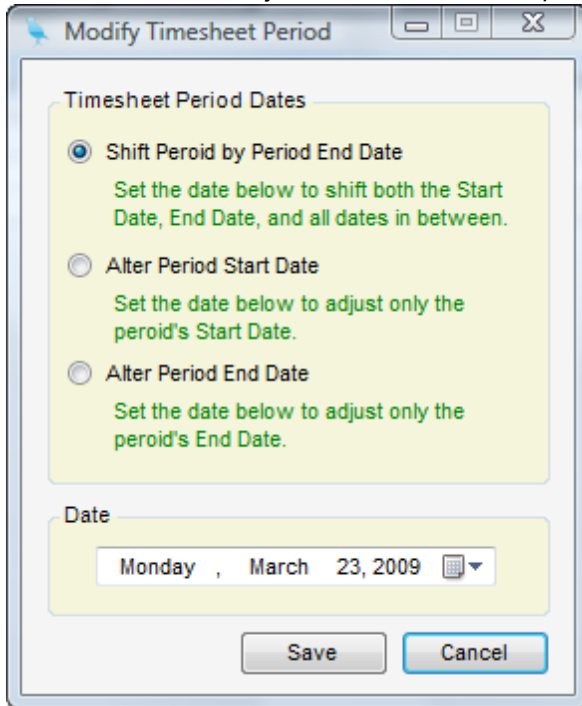 Modify Timesheet Period
Timesheet Period Dates
Shift Peroid by Period End Date
Set the date below to shift both the Start
Date, End Date, and all dates in between.
Alter Period Start Date
Set the date below to adjust only the
peroid's Start Date.
Alter Period End Date
Set the date below to adjust only the
peroid's End Date.
Date
Monday , March 23, 2009
Save Cancel